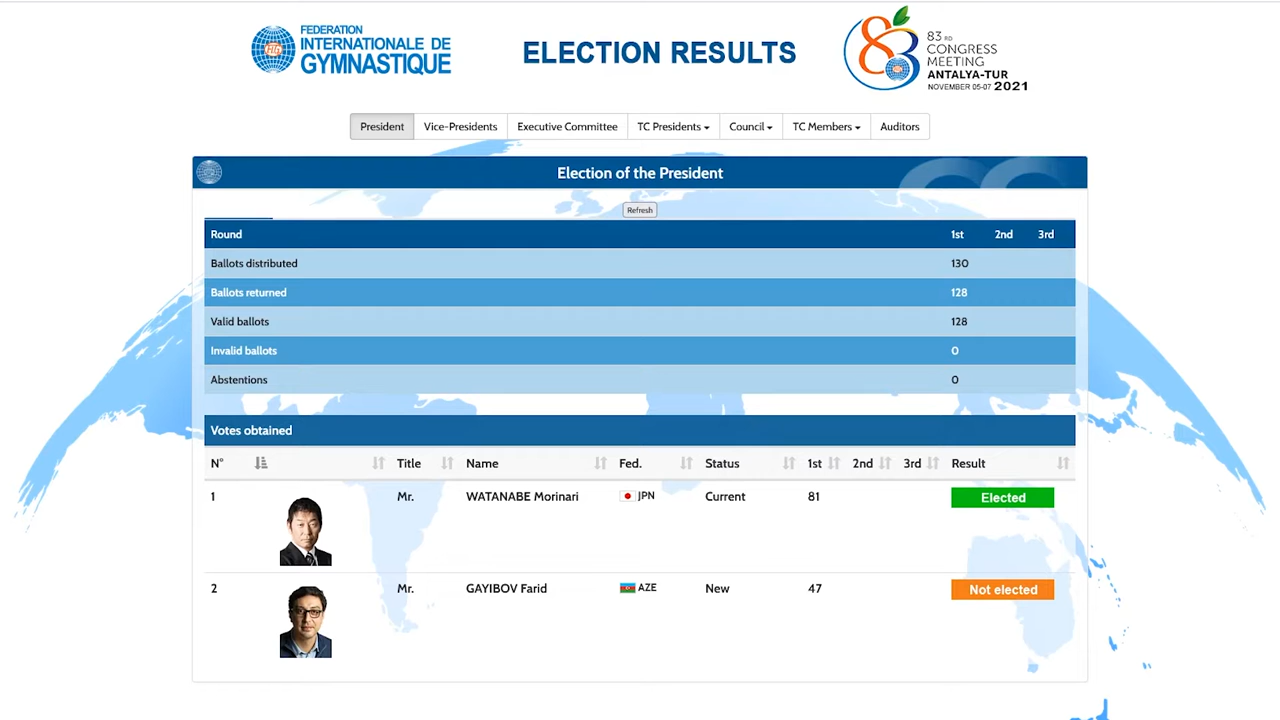 FEDERATION
INTERNATIONALE DE
GYMNASTIQUE
FIG
ELECTION RESULTS
83 RD
CONGRESS
MEETING
ANTALYA-TUR
NOVEMBER 05-07 2021
President Vice-Presidents Executive Committee TC Presidents Council TC Members Auditors
Election of the President
Refresh
Round 1st 2nd 3rd
Ballots distributed 130
Ballots returned 128
Valid ballots 128
Invalid ballots 0
Abstentions 0
Votes obtained
N° Title Name Fed. Status 1st 2nd 3rd Result
1 Mr. WATANABE Morinari JPN Current 81 Elected
2 Mr. GAYIBOV Farid AZE New 47 Not elected